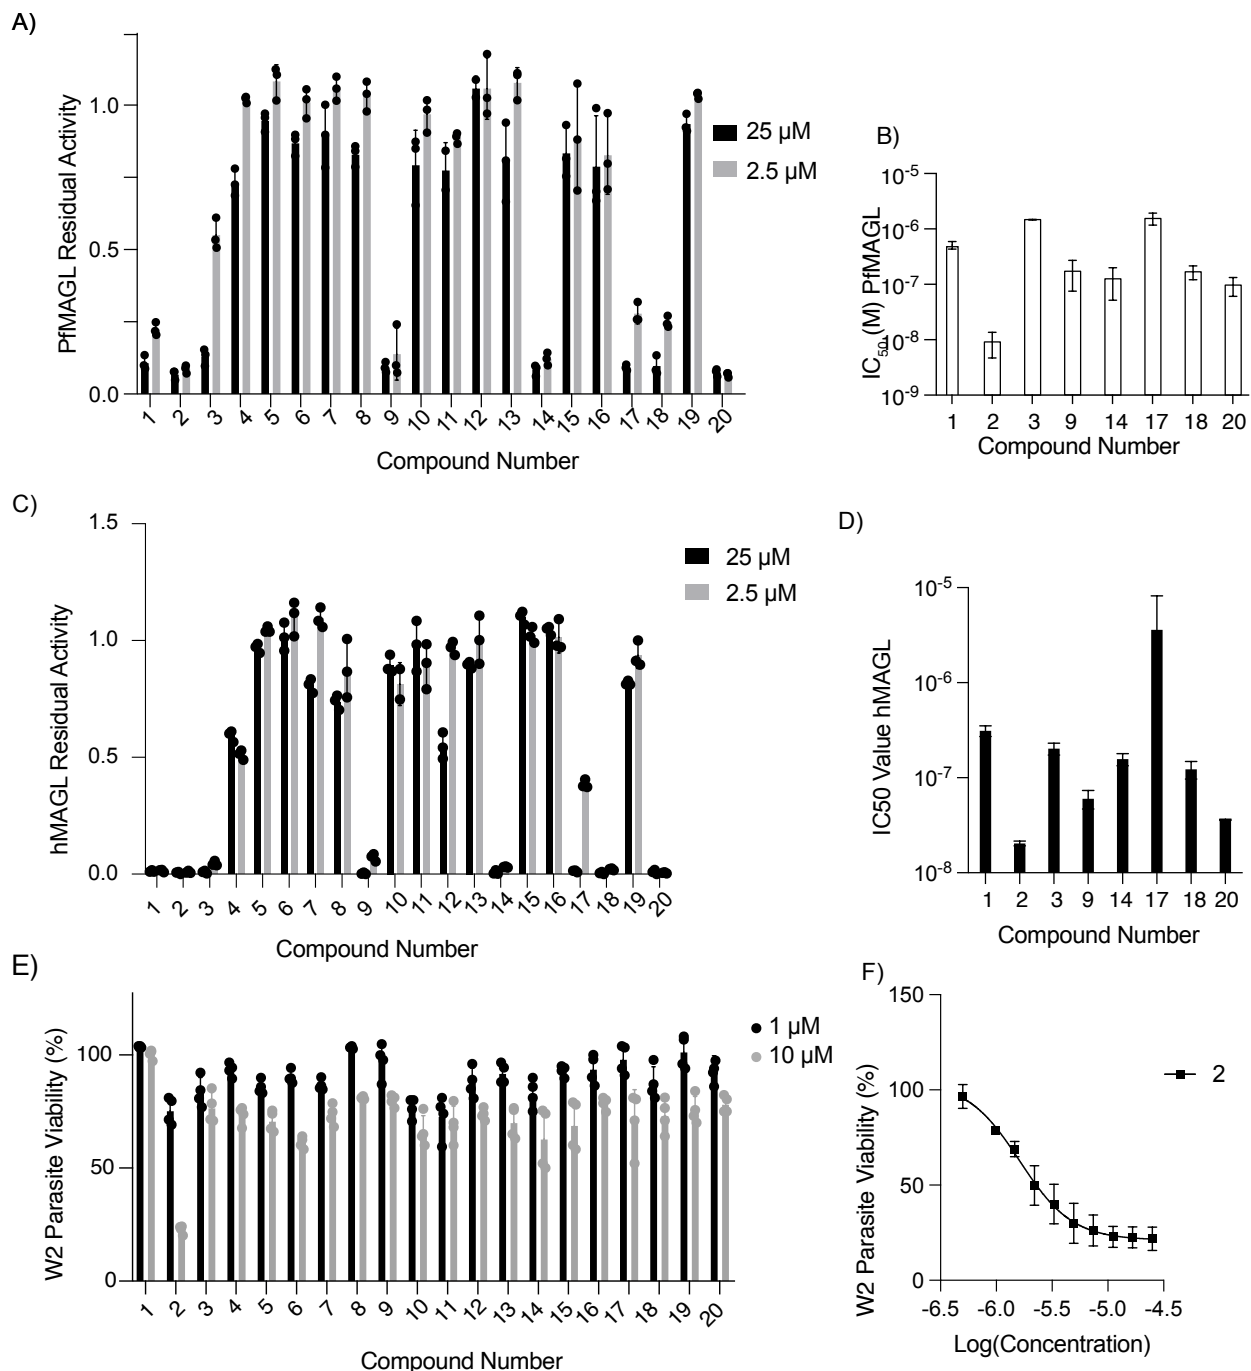 A)
PfMAGL Residual Activity
1.0
0.5
0.0
1 2 3 4 5 6 7 8 9 10 11 12 13 14 15 16 17 18 19 20
Compound Number
25 µM
2.5 µM
B)
IC50 (M) PfMAGL
10-5
10-6
10-7
10-8
10-9
1 2 3 9 14 17 18 20
Compound Number
C)
hMAGL Residual Activity
1.5
1.0
0.5
0.0
1 2 3 4 5 6 7 8 9 10 11 12 13 14 15 16 17 18 19 20
Compound Number
25 µM
2.5 µM
D)
IC50 Value hMAGL
10-5
10-6
10-7
10-8
1 2 3 9 14 17 18 20
Compound Number
E)
W2 Parasite Viability (%)
100
50
0
1 2 3 4 5 6 7 8 9 10 11 12 13 14 15 16 17 18 19 20
Compound Number
1 µM
10 µM
F)
W2 Parasite Viability (%)
150
100
50
0
-6.5 -6.0 -5.5 -5.0 -4.5
Log(Concentration)
2